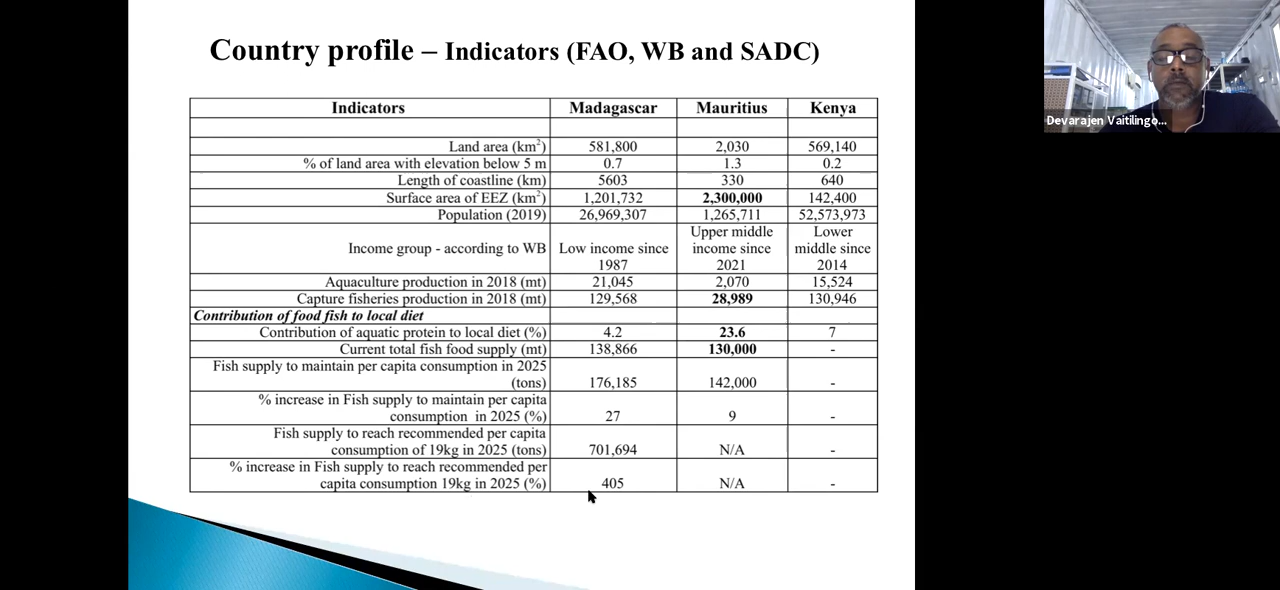 Country profile – Indicators (FAO, WB and SADC)
Devarajen Vaitilingo...
Indicators Madagascar Mauritius Kenya
Land area (km²) 581,800 2,030 569,140
% of land area with elevation below 5 m 0.7 1.3 0.2
Length of coastline (km) 5603 330 640
Surface area of EEZ (km²) 1,201,732 2,300,000 142,400
Population (2019) 26,969,307 1,265,711 52,573,973
Upper middle Lower
Income group - according to WB Low income since income since middle since
1987 2021 2014
Aquaculture production in 2018 (mt) 21,045 2,070 15,524
Capture fisheries production in 2018 (mt) 129,568 28,989 130,946
Contribution of food fish to local diet
Contribution of aquatic protein to local diet (%) 4.2 23.6 7
Current total fish food supply (mt) 138,866 130,000 -
Fish supply to maintain per capita consumption in 2025
(tons) 176,185 142,000 -
% increase in Fish supply to maintain per capita
consumption in 2025 (%) 27 9 -
Fish supply to reach recommended per capita
consumption of 19kg in 2025 (tons) 701,694 N/A -
% increase in Fish supply to reach recommended per
capita consumption 19kg in 2025 (%) 405 N/A -